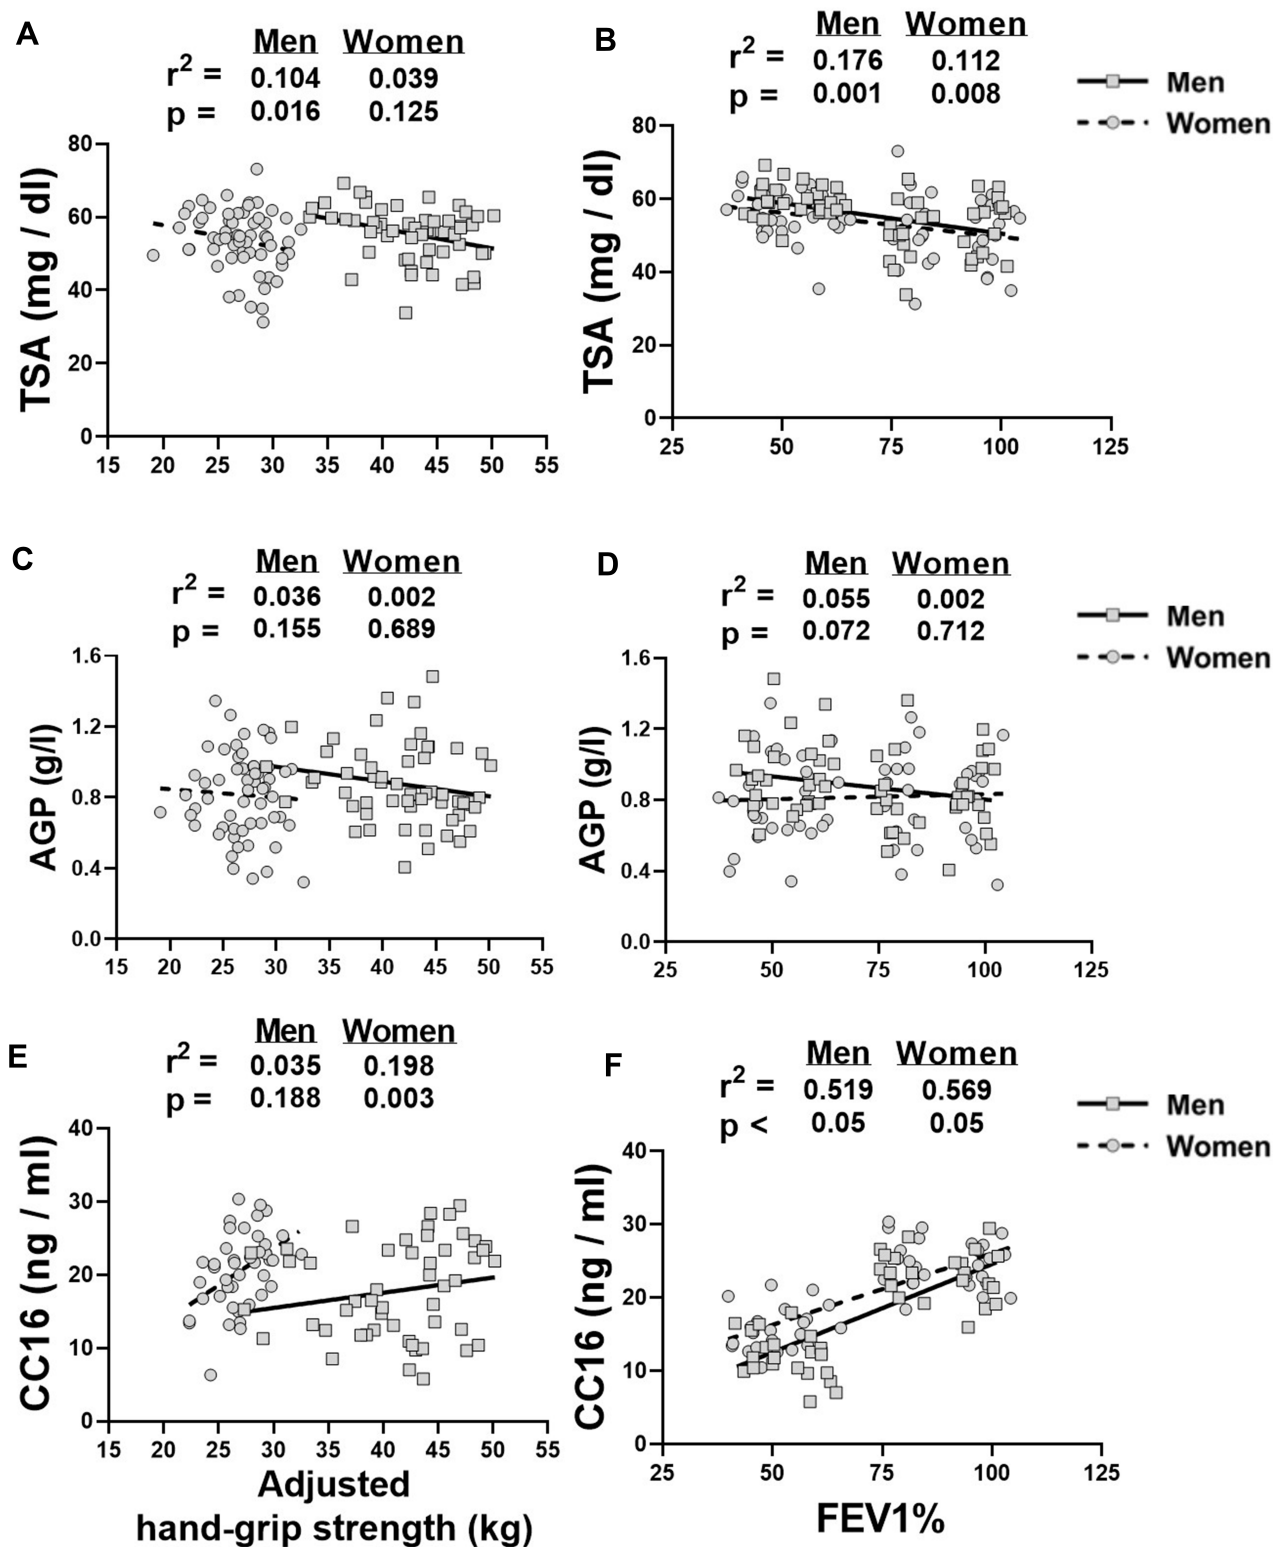 A
Men Women
r2 = 0.104 0.039
p = 0.016 0.125
TSA (mg / dl)
80
60
40
20
0
15 20 25 30 35 40 45 50 55
B
Men Women
r2 = 0.176 0.112
p = 0.001 0.008
Men
Women
TSA (mg / dl)
80
60
40
20
0
25 50 75 100 125
C
Men Women
r2 = 0.036 0.002
p = 0.155 0.689
AGP (g/l)
1.6
1.2
0.8
0.4
0.0
15 20 25 30 35 40 45 50 55
D
Men Women
r2 = 0.055 0.002
p = 0.072 0.712
Men
Women
AGP (g/l)
1.6
1.2
0.8
0.4
0.0
25 50 75 100 125
E
Men Women
r2 = 0.035 0.198
p = 0.188 0.003
CC16 (ng / ml)
40
30
20
10
0
15 20 25 30 35 40 45 50 55
Adjusted
hand-grip strength (kg)
F
Men Women
r2 = 0.519 0.569
p < 0.05 0.05
Men
Women
CC16 (ng / ml)
40
30
20
10
0
25 50 75 100 125
FEV1%